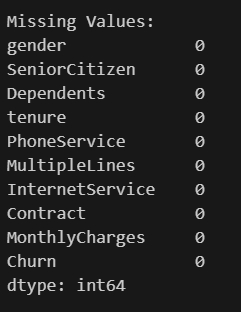 Missing Values:
gender 0
SeniorCitizen 0
Dependents 0
tenure 0
PhoneService 0
MultipleLines 0
InternetService 0
Contract 0
MonthlyCharges 0
Churn 0
dtype: int64